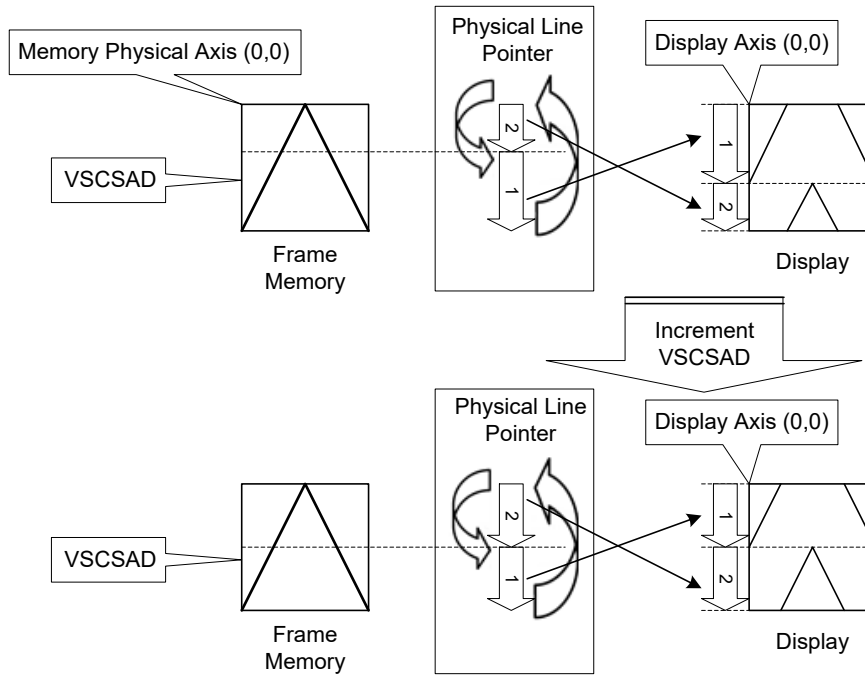 Physical Line
Pointer
Memory Physical Axis (0,0)
Display Axis (0,0)
2
1
1
2
VSCSAD
Frame
Memory
Display
Increment
VSCSAD
Physical Line
Pointer
Display Axis (0,0)
2
1
1
2
VSCSAD
Frame
Memory
Display